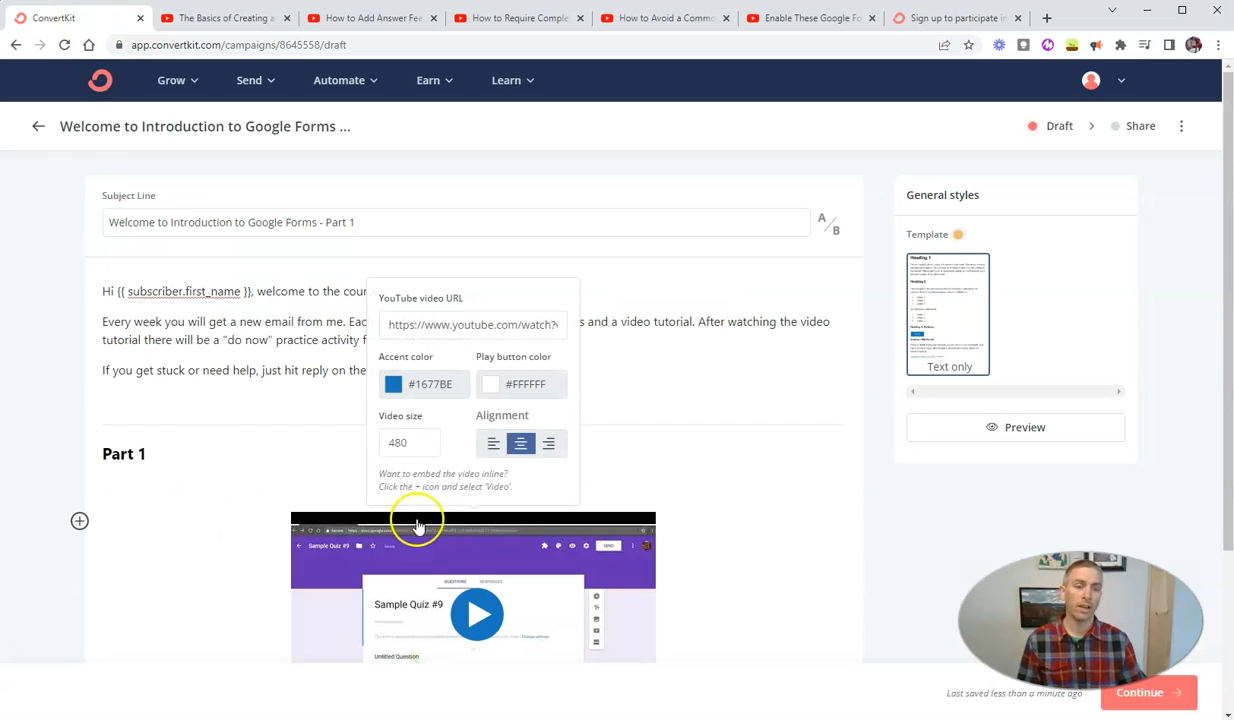 ConvertKit
The Basics of Creating a
How to Add Answer Fee
How to Require Comple
How to Avoid a Commo
Enable These Google Fo
Sign up to participate in
app.convertkit.com/campaigns/8645558/draft
Grow Send Automate Earn Learn
Welcome to Introduction to Google Forms ...
Draft
Share
Subject Line
Welcome to Introduction to Google Forms - Part 1
A/B
Hi {{ subscriber.first_name }}, welcome to the cour
Every week you will get a new email from me. Eac
s and a video tutorial. After watching the video
tutorial there will be a "do now" practice activity f
If you get stuck or need help, just hit reply on the
YouTube video URL
https://www.youtube.com/watch?
Accent color
Play button color
#1677BE
#FFFFFF
Video size
Alignment
480
Want to embed the video inline?
Click the + icon and select 'Video'.
Part 1
Sample Quiz #9
SEND
QUESTIONS
RESPONSES
Sample Quiz #9
Untitled Question
General styles
Template
Heading 1
Heading 2
Text only
Preview
Last saved less than a minute ago
Continue